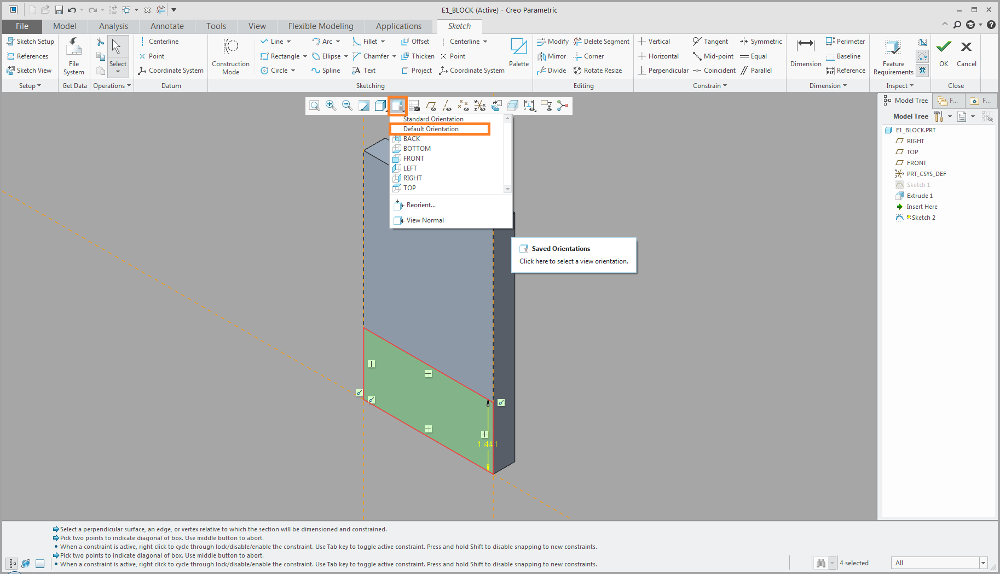 E1_BLOCK (Active) - Creo Parametric
File Model Analysis Annotate Tools View Flexible Modeling Applications Sketch
Sketch Setup
References
Sketch View
Setup
File
System
Get Data
Select
Operations
Centerline
Point
Coordinate System
Datum
Construction
Mode
Line Arc Fillet Offset Centerline
Rectangle Ellipse Chamfer Thicken Point
Circle Spline Text Project Coordinate System
Palette
Sketching
Modify Delete Segment
Mirror Corner
Divide Rotate Resize
Editing
Vertical Tangent Symmetric
Horizontal Mid-point Equal
Perpendicular Coincident Parallel
Constrain
Dimension
Perimeter
Baseline
REF Reference
Dimension
Feature
Requirements
Inspect
OK
Cancel
Close
Standard Orientation
Default Orientation
BACK
BOTTOM
FRONT
LEFT
RIGHT
TOP
Reorient...
View Normal
Saved Orientations
Click here to select a view orientation.
1.441
Model Tree F... F...
Model Tree
E1_BLOCK.PRT
RIGHT
TOP
FRONT
PRT_CSYS_DEF
Sketch 1
Extrude 1
Insert Here
Sketch 2
Select a perpendicular surface, an edge, or vertex relative to which the section will be dimensioned and constrained.
Pick two points to indicate diagonal of box. Use middle button to abort.
• When a constraint is active, right click to cycle through lock/disable/enable the constraint. Use Tab key to toggle active constraint. Press and hold Shift to disable snapping to new constraints.
Pick two points to indicate diagonal of box. Use middle button to abort.
• When a constraint is active, right click to cycle through lock/disable/enable the constraint. Use Tab key to toggle active constraint. Press and hold Shift to disable snapping to new constraints.
4 selected
All